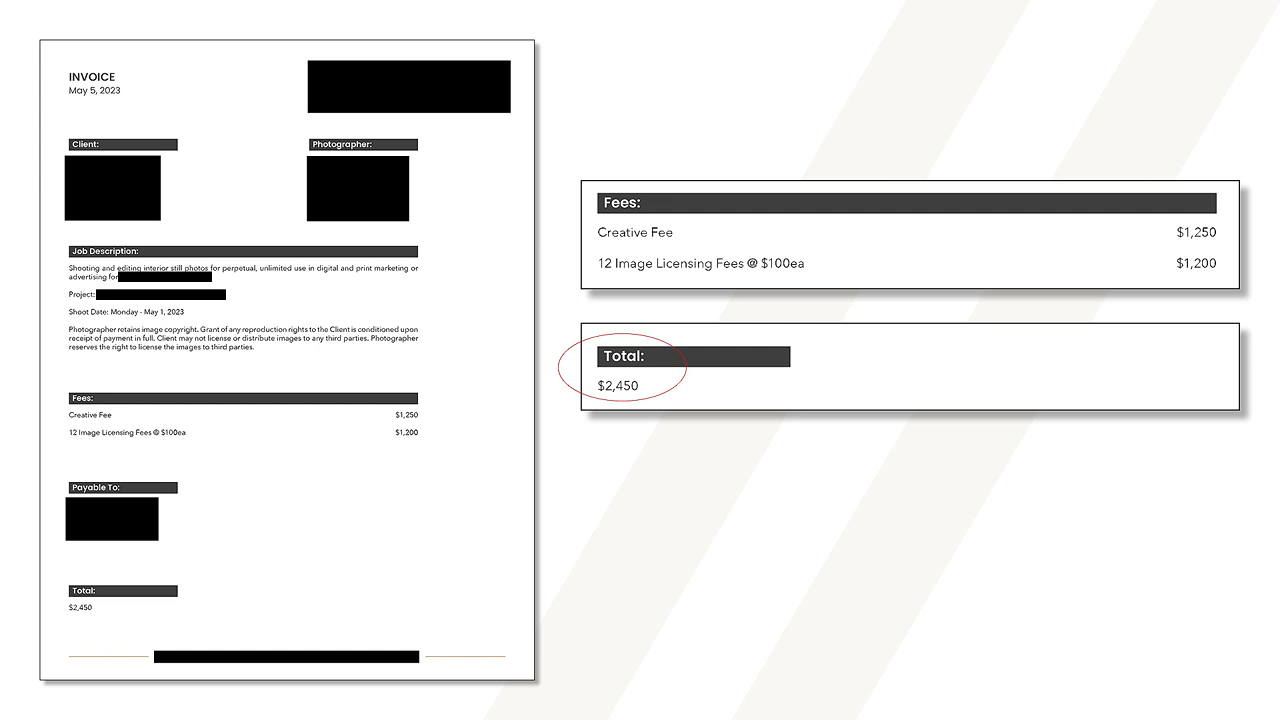 INVOICE
May 5, 2023
Client:
Photographer:
Job Description:
Shooting and editing interior still photos for perpetual, unlimited use in digital and print marketing or
advertising for
Project:
Shoot Date: Monday - May 1, 2023
Photographer retains image copyright. Grant of any reproduction rights to the Client is conditioned upon
receipt of payment in full. Client may not license or distribute images to any third parties. Photographer
reserves the right to license the images to third parties.
Fees:
Creative Fee $1,250
12 Image Licensing Fees @ $100ea $1,200
Payable To:
Total:
$2,450
Fees:
Creative Fee $1,250
12 Image Licensing Fees @ $100ea $1,200
Total:
$2,450